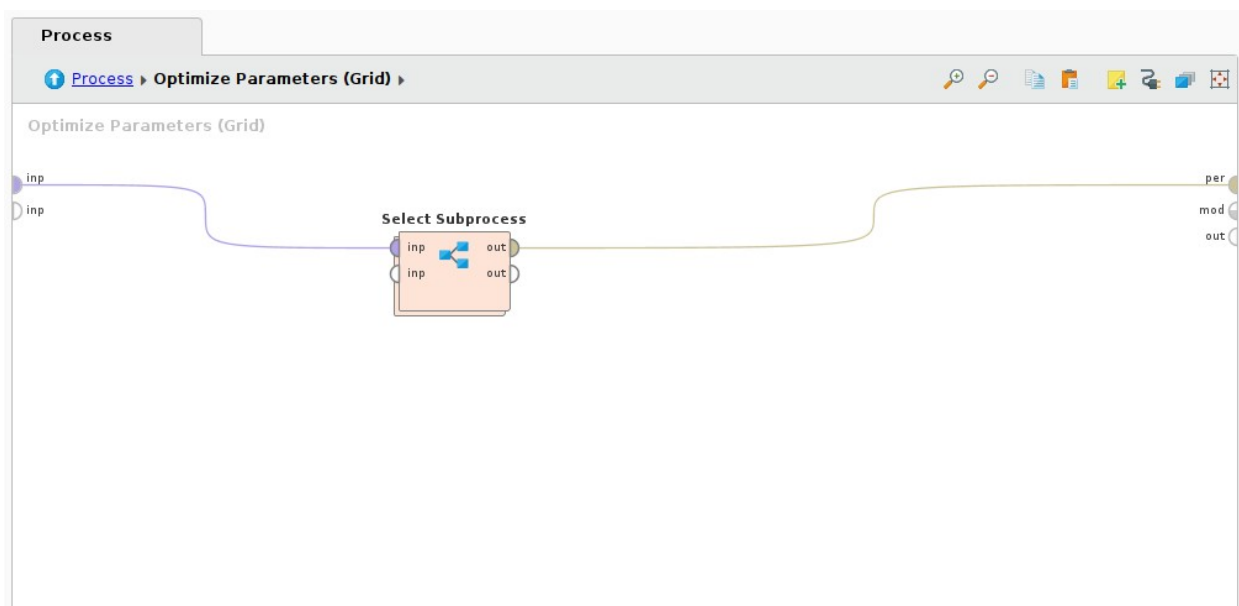 Process
Process ▸ Optimize Parameters (Grid) ▸
Optimize Parameters (Grid)
inp
per
inp
mod
Select Subprocess
out
inp out
inp out